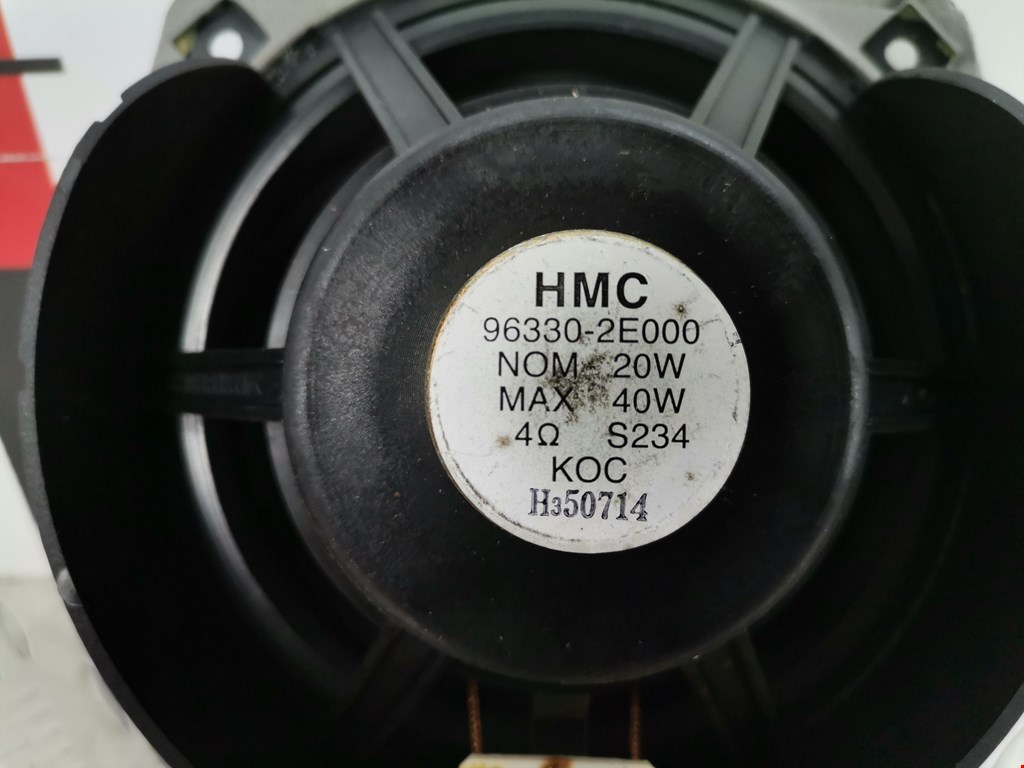 HMC
96330-2E000
NOM 20W
MAX 40W
4Ω S234
KOC
H350714